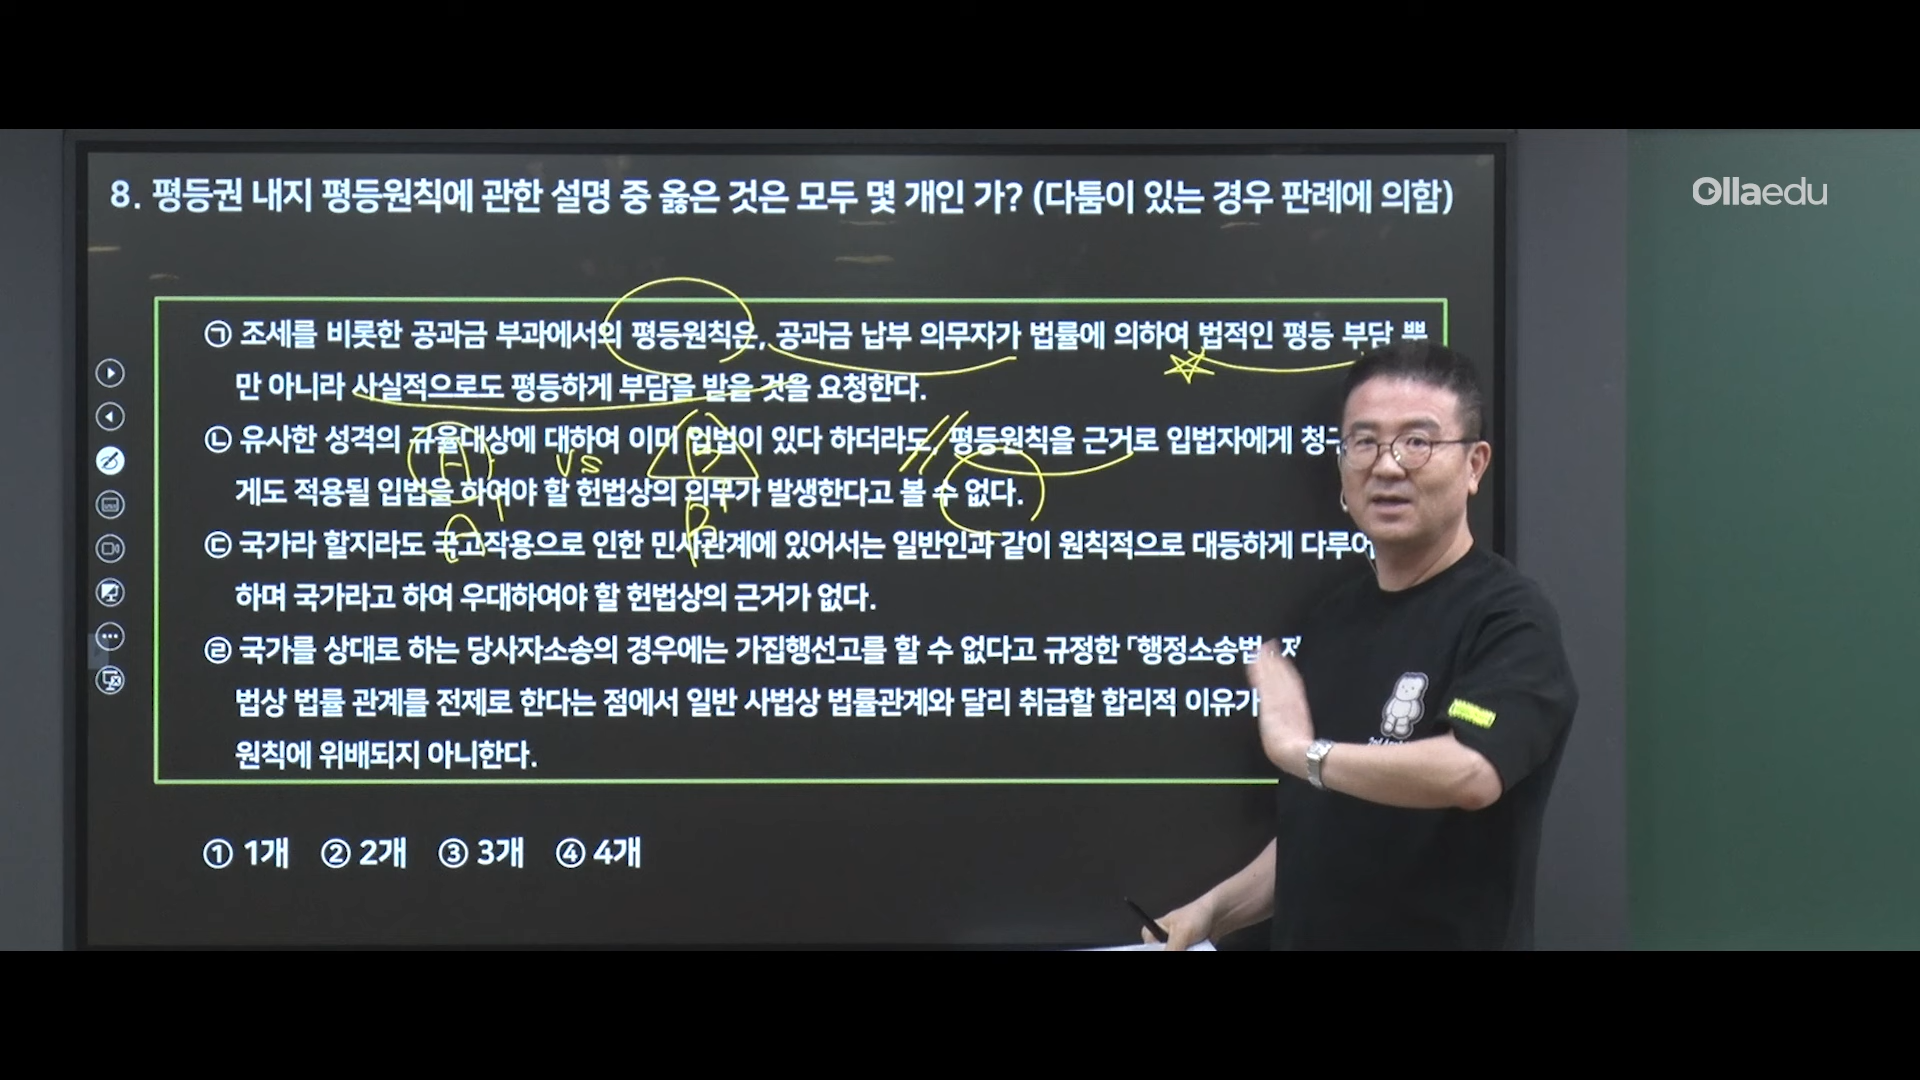 Ollaedu
8. 평등권 내지 평등원칙에 관한 설명 중 옳은 것은 모두 몇 개인 가? (다툼이 있는 경우 판례에 의함)
㉠ 조세를 비롯한 공과금 부과에서의 평등원칙은, 공과금 납부 의무자가 법률에 의하여 법적인 평등 부담 뿐
만 아니라 사실적으로도 평등하게 부담을 받을 것을 요청한다.
㉡ 유사한 성격의 규율대상에 대하여 이미 입법이 있다 하더라도, 평등원칙을 근거로 입법자에게 청구
게도 적용될 입법을 하여야 할 헌법상의 의무가 발생한다고 볼 수 없다.
A vs B
A' B'
㉢ 국가라 할지라도 국고작용으로 인한 민사관계에 있어서는 일반인과 같이 원칙적으로 대등하게 다루어
하며 국가라고 하여 우대하여야 할 헌법상의 근거가 없다.
㉣ 국가를 상대로 하는 당사자소송의 경우에는 가집행선고를 할 수 없다고 규정한 「행정소송법」
법상 법률 관계를 전제로 한다는 점에서 일반 사법상 법률관계와 달리 취급할 합리적 이유가
원칙에 위배되지 아니한다.
① 1개 ② 2개 ③ 3개 ④ 4개